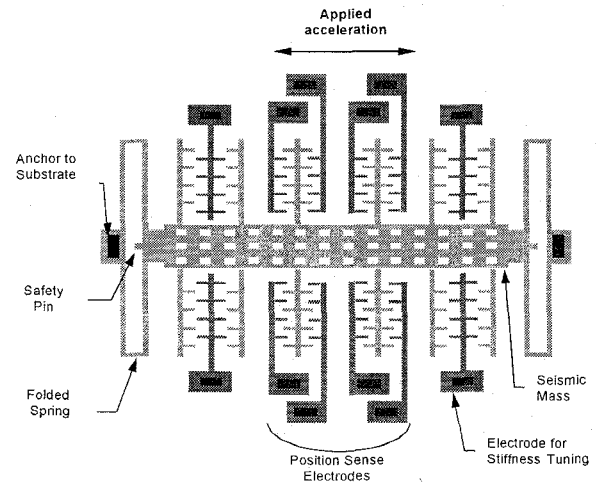 Applied
acceleration
Anchor to
Substrate
Safety
Pin
Folded
Spring
Position Sense
Electrodes
Seismic
Mass
Electrode for
Stiffness Tuning